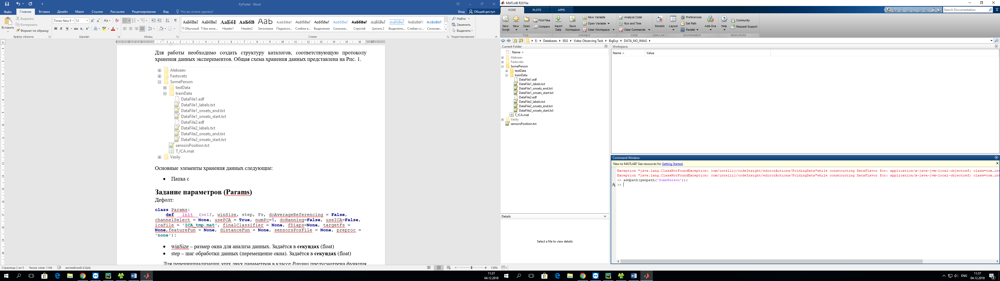 PyPortal - Word
Файл Главная Вставка Дизайн Макет Ссылки Рассылки Рецензирование Вид Что вы хотите сделать? Вход Общий доступ
Вставить
Вырезать
Копировать
Формат по образцу
Буфер обмена
Times New F 12
Шрифт
Абзац
АаБбВвГ АаБбВвГ АаБбІ АаБбВ Aab АаБбВвГ АаБбВвГ АаБбВвГ АаБбВвГ АаБбВвГ АаБбВвГ АаБбВвГ АаБбВвГ АаБбВвГ
¶ Обычный ¶ Без инте... Header1 Header2 Заголовок Подзагол... Слабое в... Выделение Сильное... Строгий Цитата 2 Выделенн... Слабая сс... Сильная...
Стили
Найти
Заменить
Выделить
Редактирование
Для работы необходимо создать структуру каталогов, соответствующую протоколу
хранения данных экспериментов. Общая схема хранения данных представлена на Рис. 1.
Alekseev
Fastovets
SomePerson
testData
trainData
DataFile1.edf
DataFile1_labels.txt
DataFile1_onsets_end.txt
DataFile1_onsets_start.txt
DataFile2.edf
DataFile2_labels.txt
DataFile2_onsets_end.txt
DataFile2_onsets_start.txt
sensorsPosition.txt
T_ICA.mat
Vasily
Основные элементы хранения данных следующие:
• Папка с
Задание параметров (Params)
Дефолт:
class Params:
def __init__(self, winSize, step, Fs, doAverageReferencing = False,
channelSelect = None, usePCA = True, numPc=5, doHanning=False, useICA=False,
icaFile = 'ICA_tmp.mat', finalClassifier = None, fDiaps=None, targetFs =
None,featureFun = None, distanceFun = None, sensorsPosFile = None, preproc =
'none'):
• winSize – размер окна для анализа данных. Задаётся в секундах (float)
• step – шаг обработки данных (перемещение окна). Задаётся в секундах (float)
Для переинициализации этих двух параметров в классе Params предусмотрена функция
Страница 2 из 5 Число слов: 1144 английский (США) 130%
11:37
04.12.2018
MATLAB R2016a
HOME PLOTS APPS Search Documentation
New Script
New
Open
Find Files
Compare
FILE
Import Data
Save Workspace
New Variable
Open Variable
Clear Workspace
VARIABLE
Analyze Code
Run and Time
Clear Commands
CODE
Simulink
SIMULINK
Layout
Preferences
Set Path
Parallel
Add-Ons
ENVIRONMENT
Help
Community
Request Support
RESOURCES
E: Databases EEG Video Observing Task BigExp DATA_NO_IMAG
Current Folder
Name
Alekseev
Fastovets
SomePerson
testData
trainData
DataFile1.edf
DataFile1_labels.txt
DataFile1_onsets_end.txt
DataFile1_onsets_start.txt
DataFile2.edf
DataFile2_labels.txt
DataFile2_onsets_end.txt
DataFile2_onsets_start.txt
T_ICA.mat
Vasily
sensorsPosition.txt
Details
Select a file to view details
Workspace
Name Value
Command Window
New to MATLAB? See resources for Getting Started.
Exception "java.lang.ClassNotFoundException: com/intellij/codeInsight/editorActions/FoldingData"while constructing DataFlavor for: application/x-java-jvm-local-objectref; class=com.int
Exception "java.lang.ClassNotFoundException: com/intellij/codeInsight/editorActions/FoldingData"while constructing DataFlavor for: application/x-java-jvm-local-objectref; class=com.int
>> addpath(genpath('SomePerson'));
fx >>
ENG
11:37
04.12.2018